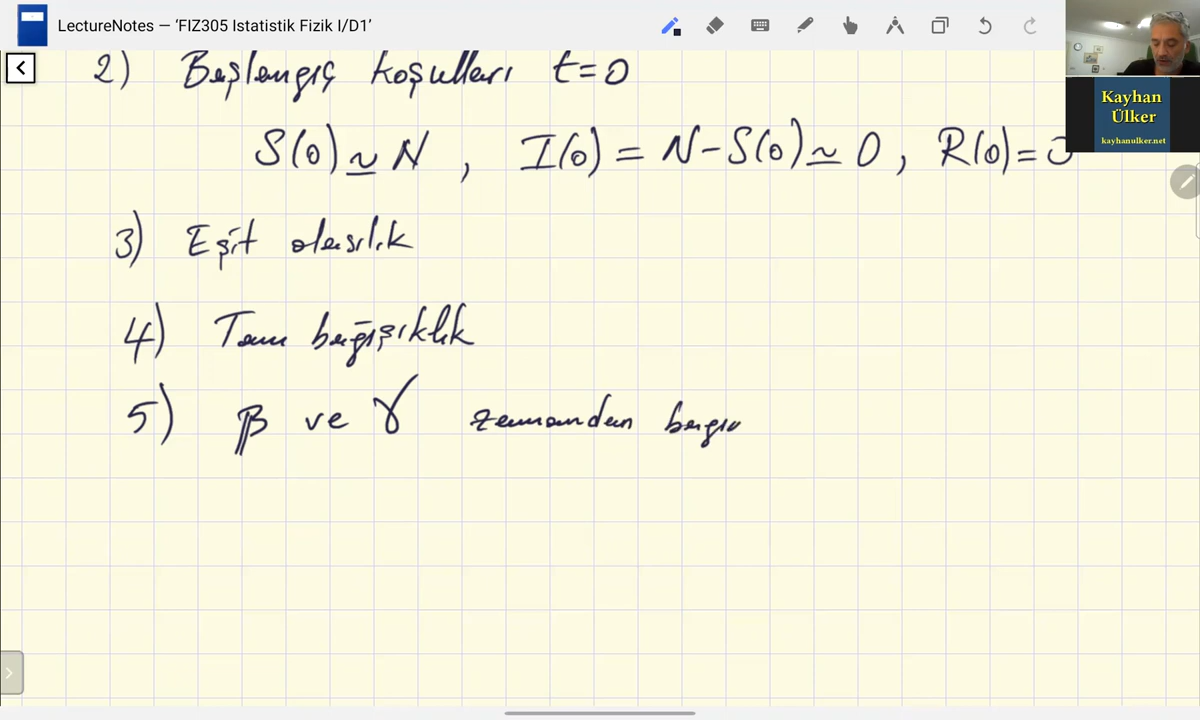 LectureNotes — ‘FIZ305 Istatistik Fizik I/D1’
Kayhan
Ülker
kayhanulker.net
2) Başlangıç koşulları t=0
S(0) ≃ N , I(0) = N-S(0) ≃ 0 , R(0)=0
3) Eşit olasılık
4) Tam bağışıklık
5) β ve γ zamandan bağı